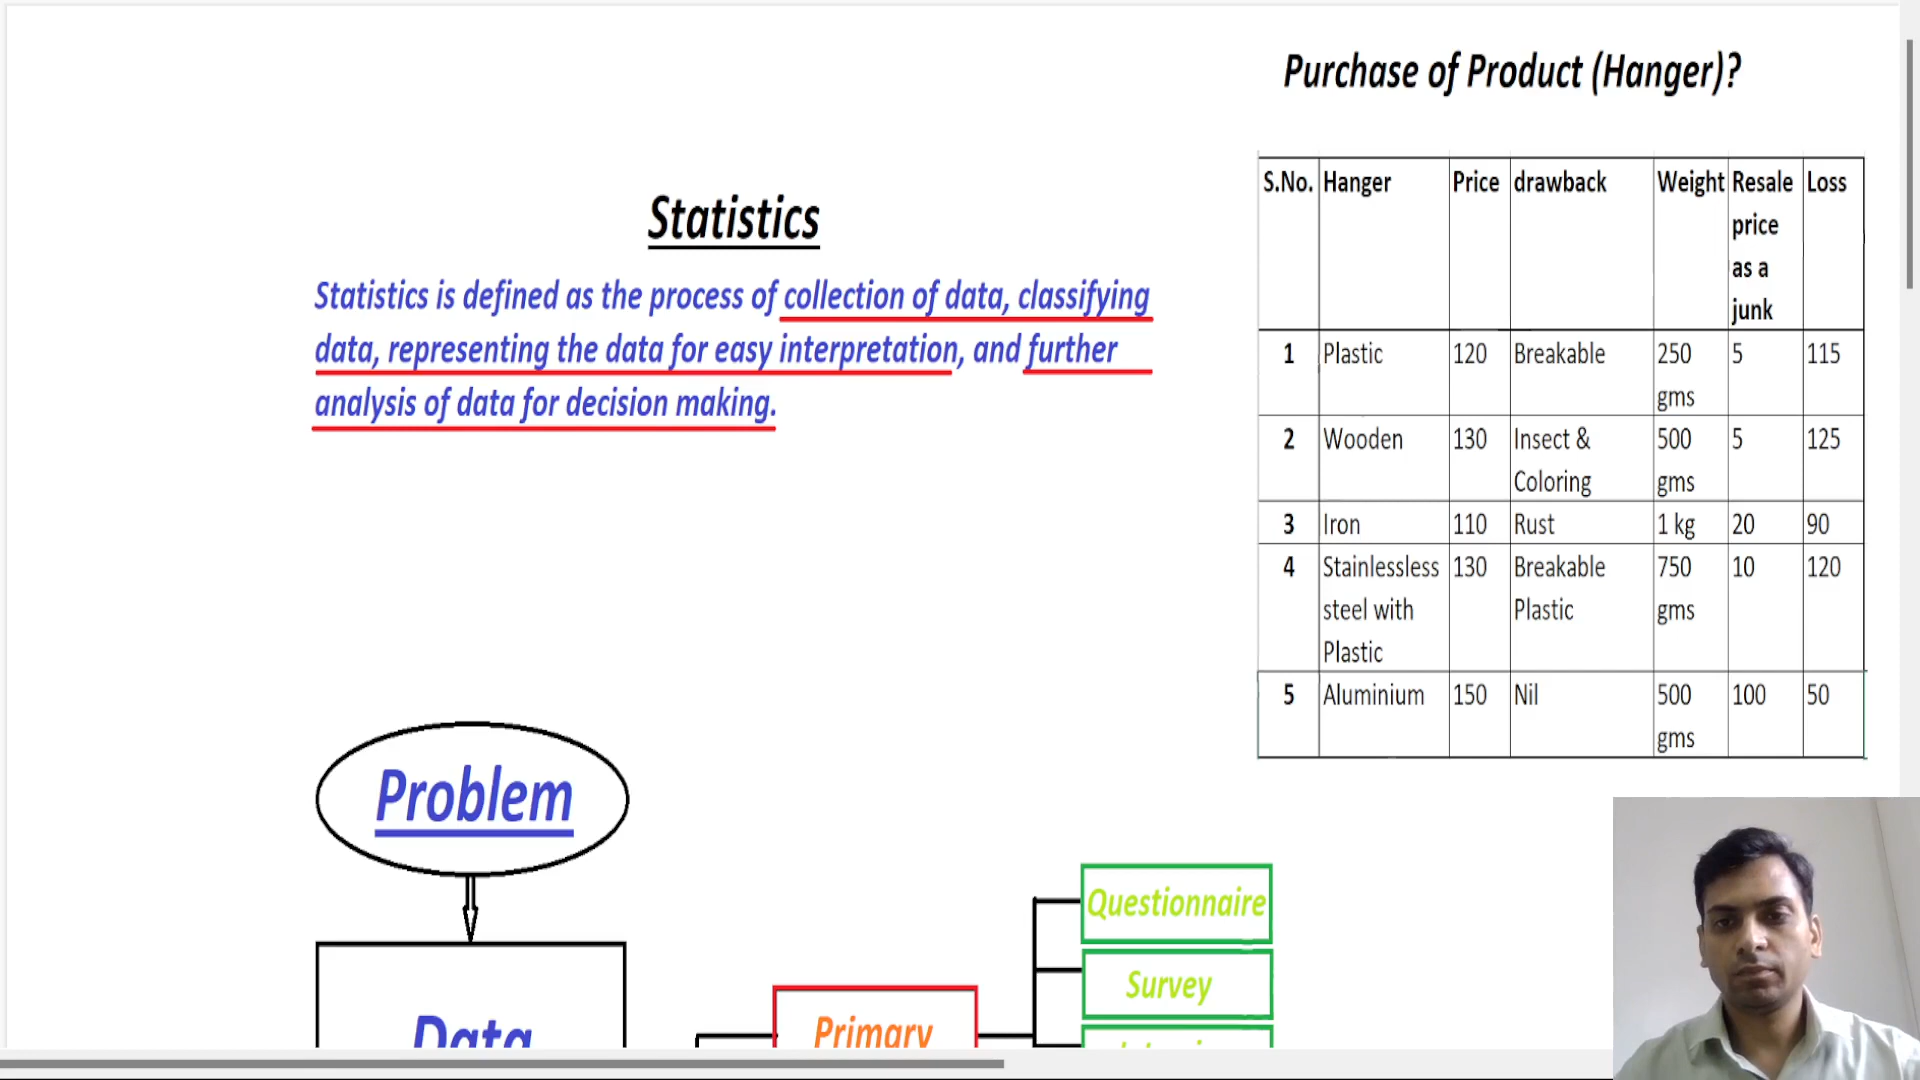 Purchase of Product (Hanger)?
Statistics
Statistics is defined as the process of collection of data, classifying
data, representing the data for easy interpretation, and further
analysis of data for decision making.
S.No. Hanger Price drawback Weight Resale price as a junk Loss
1 Plastic 120 Breakable 250 gms 5 115
2 Wooden 130 Insect & Coloring 500 gms 5 125
3 Iron 110 Rust 1 kg 20 90
4 Stainlessless steel with Plastic 130 Breakable Plastic 750 gms 10 120
5 Aluminium 150 Nil 500 gms 100 50
Problem
Data
Primary
Questionnaire
Survey